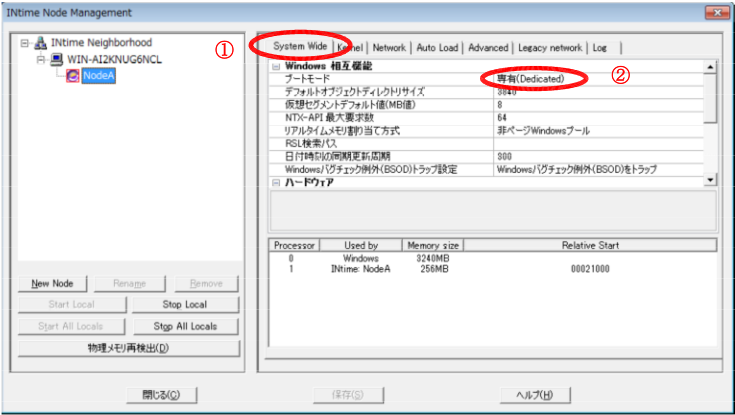 INtime Node Management
INtime Neighborhood
WIN-AI2KNUG6NCL
NodeA
①
System Wide | Kernel | Network | Auto Load | Advanced | Legacy network | Log
Windows 相互機能
ブートモード 専有(Dedicated)
②
デフォルトオブジェクトディレクトリサイズ 3840
仮想セグメントデフォルト値(MB値) 8
NTX-API 最大要求数 64
リアルタイムメモリ割り当て方式 非ページWindowsプール
RSL検索パス
日付時刻の同期更新周期 300
Windowsバグチェック例外(BSOD)トラップ設定 Windowsバグチェック例外(BSOD)をトラップ
ハードウェア
Processor Used by Memory size Relative Start
0 Windows 3240MB
1 INtime: NodeA 256MB 00021000
New Node Rename Remove
Start Local Stop Local
Start All Locals Stop All Locals
物理メモリ再検出(D)
閉じる(C) 保存(S) ヘルプ(H)